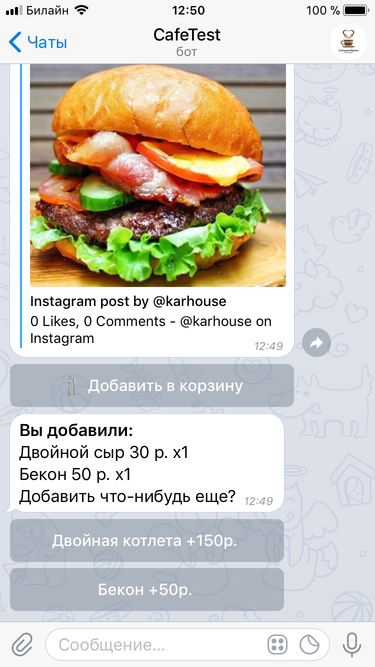 Билайн 12:50 100 %
Чаты CafeTest
бот
Instagram post by @karhouse
0 Likes, 0 Comments - @karhouse on
Instagram
12:49
Добавить в корзину
Вы добавили:
Двойной сыр 30 р. x1
Бекон 50 р. x1
Добавить что-нибудь еще? 12:49
Двойная котлета +150р.
Бекон +50р.
Сообщение...